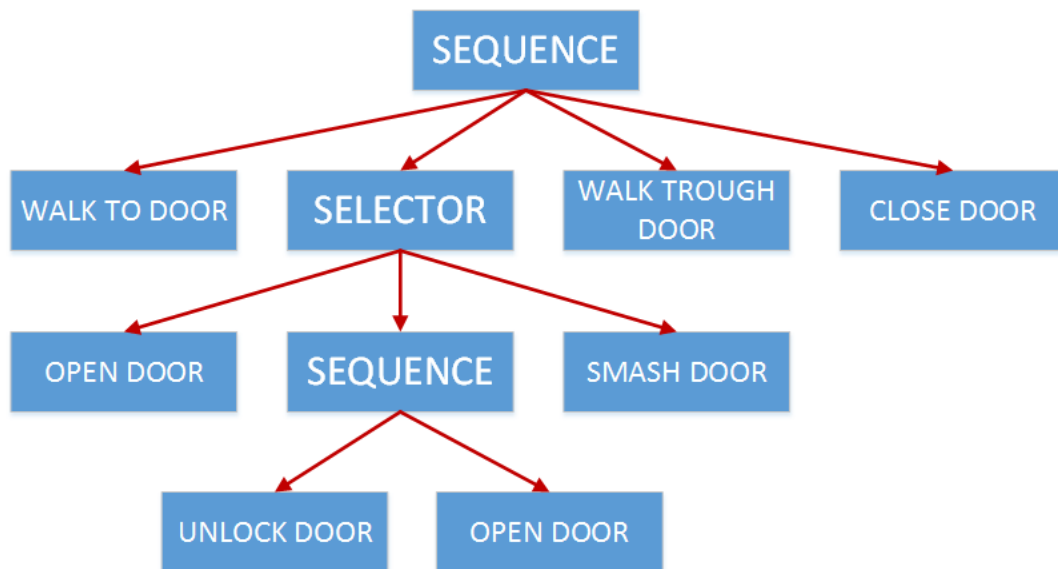 SEQUENCE
WALK TO DOOR
SELECTOR
WALK TROUGH
DOOR
CLOSE DOOR
OPEN DOOR
SEQUENCE
SMASH DOOR
UNLOCK DOOR
OPEN DOOR